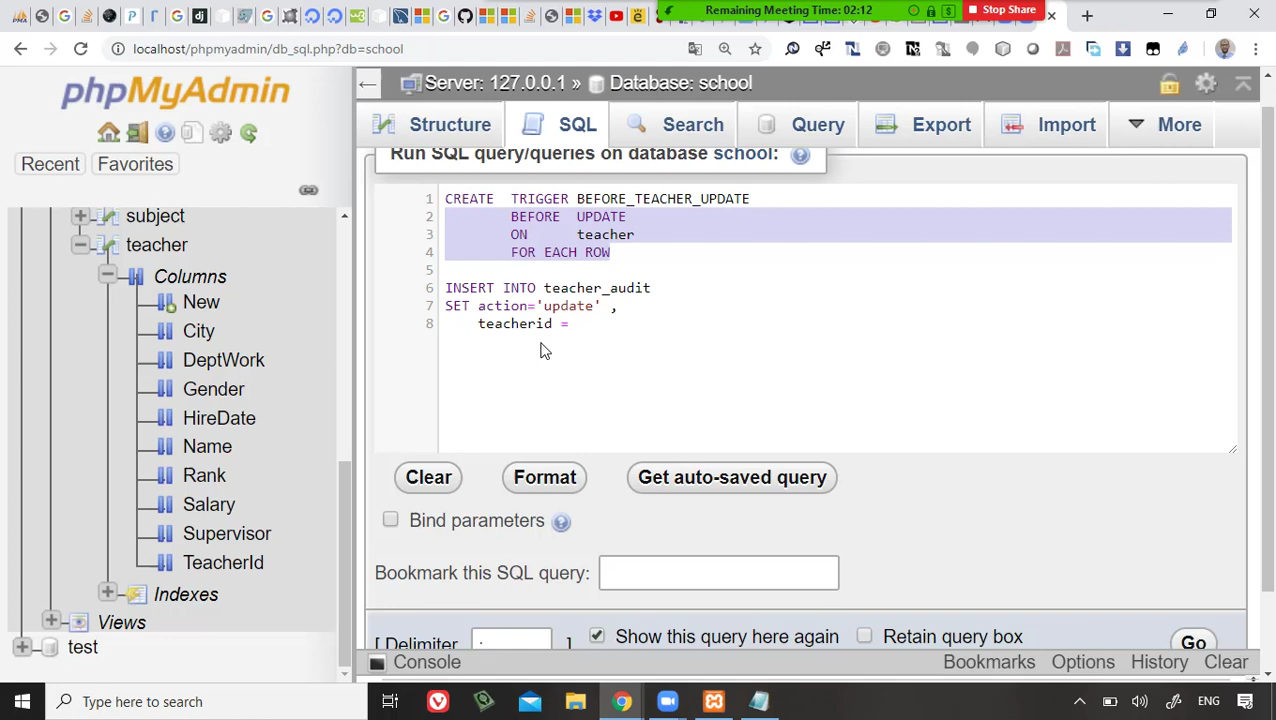 Remaining Meeting Time: 02:12
Stop Share
localhost/phpmyadmin/db_sql.php?db=school
phpMyAdmin
Recent
Favorites
subject
teacher
Columns
New
City
DeptWork
Gender
HireDate
Name
Rank
Salary
Supervisor
TeacherId
Indexes
Views
test
Server: 127.0.0.1 » Database: school
Structure
SQL
Search
Query
Export
Import
More
Run SQL query/queries on database school:
1 CREATE TRIGGER BEFORE_TEACHER_UPDATE
2 BEFORE UPDATE
3 ON teacher
4 FOR EACH ROW
5
6 INSERT INTO teacher_audit
7 SET action='update' ,
8 teacherid =
Clear
Format
Get auto-saved query
Bind parameters
Bookmark this SQL query:
[ Delimiter ; ]
Show this query here again
Retain query box
Go
Console
Bookmarks
Options
History
Clear
Type here to search
ENG